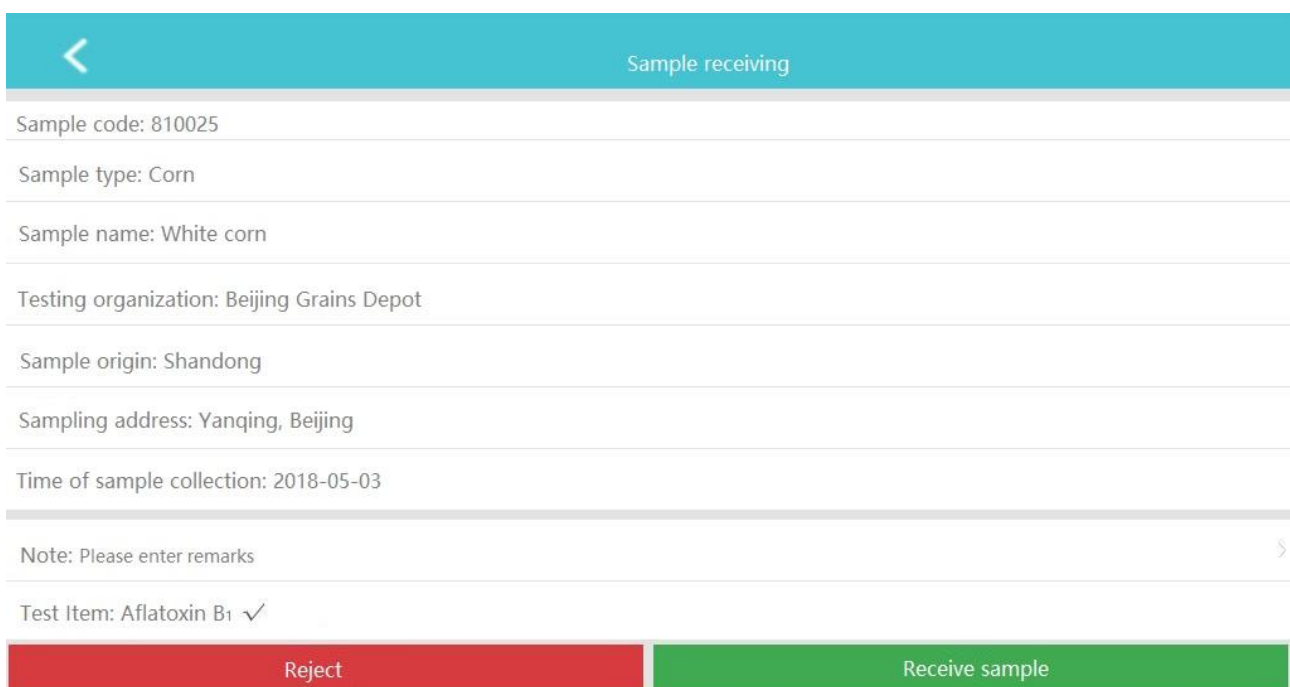 Sample receiving
Sample code: 810025
Sample type: Corn
Sample name: White corn
Testing organization: Beijing Grains Depot
Sample origin: Shandong
Sampling address: Yanqing, Beijing
Time of sample collection: 2018-05-03
Note: Please enter remarks
Test Item: Aflatoxin B₁ √
Reject
Receive sample